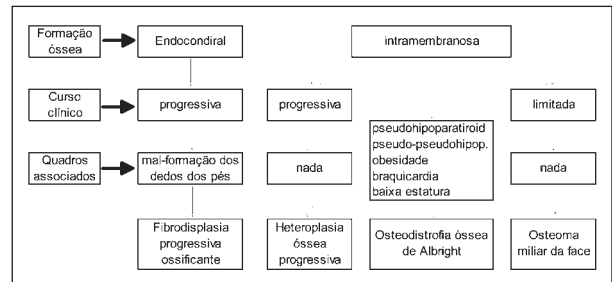 Formação
óssea
Endocondiral
intramembranosa
Curso
clínico
progressiva
progressiva
limitada
Quadros
associados
mal-formação dos
dedos dos pés
nada
pseudohipoparatiroid
pseudo-pseudohipop.
obesidade
braquicardia
baixa estatura
nada
Fibrodisplasia
progressiva
ossificante
Heteroplasia
óssea
progressiva
Osteodistrofia óssea
de Albright
Osteoma
miliar da face